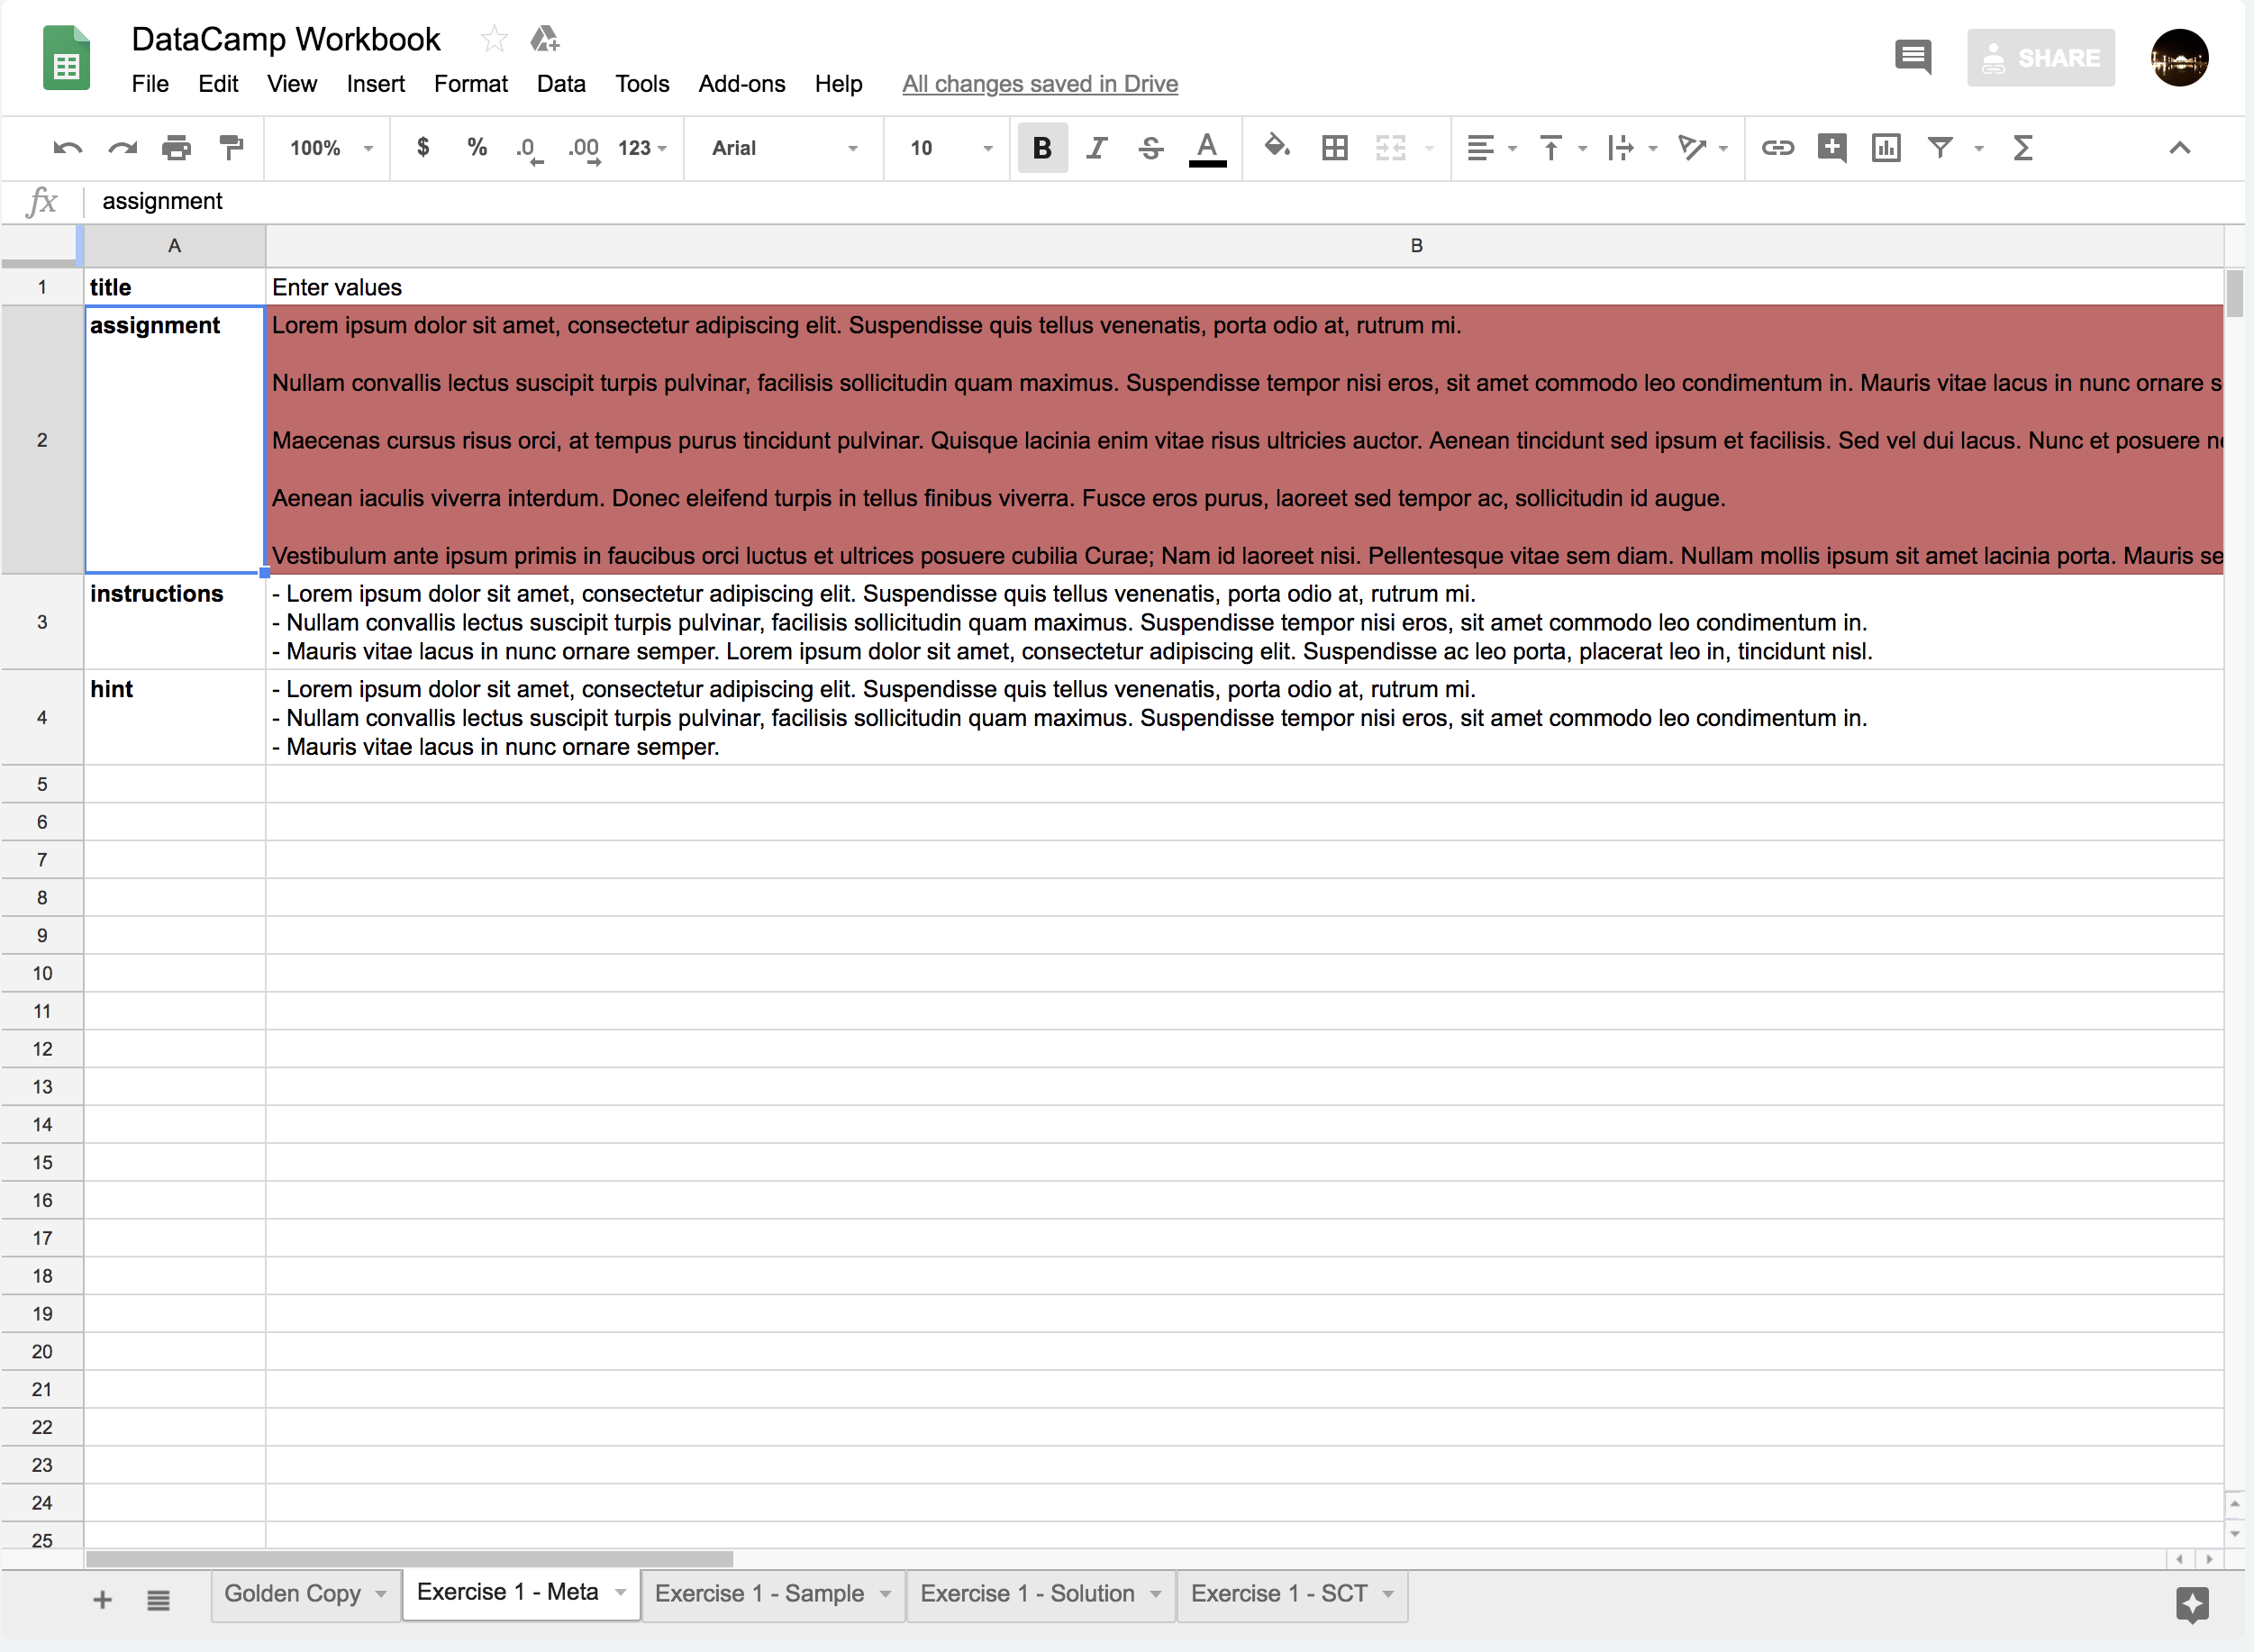 DataCamp Workbook
File Edit View Insert Format Data Tools Add-ons Help All changes saved in Drive
SHARE
100% $ % .0 .00 123 Arial 10 B I S A Σ
fx assignment
A B
1 title Enter values
2 assignment Lorem ipsum dolor sit amet, consectetur adipiscing elit. Suspendisse quis tellus venenatis, porta odio at, rutrum mi.
Nullam convallis lectus suscipit turpis pulvinar, facilisis sollicitudin quam maximus. Suspendisse tempor nisi eros, sit amet commodo leo condimentum in. Mauris vitae lacus in nunc ornare s
Maecenas cursus risus orci, at tempus purus tincidunt pulvinar. Quisque lacinia enim vitae risus ultricies auctor. Aenean tincidunt sed ipsum et facilisis. Sed vel dui lacus. Nunc et posuere n
Aenean iaculis viverra interdum. Donec eleifend turpis in tellus finibus viverra. Fusce eros purus, laoreet sed tempor ac, sollicitudin id augue.
Vestibulum ante ipsum primis in faucibus orci luctus et ultrices posuere cubilia Curae; Nam id laoreet nisi. Pellentesque vitae sem diam. Nullam mollis ipsum sit amet lacinia porta. Mauris se
3 instructions - Lorem ipsum dolor sit amet, consectetur adipiscing elit. Suspendisse quis tellus venenatis, porta odio at, rutrum mi.
- Nullam convallis lectus suscipit turpis pulvinar, facilisis sollicitudin quam maximus. Suspendisse tempor nisi eros, sit amet commodo leo condimentum in.
- Mauris vitae lacus in nunc ornare semper. Lorem ipsum dolor sit amet, consectetur adipiscing elit. Suspendisse ac leo porta, placerat leo in, tincidunt nisl.
4 hint - Lorem ipsum dolor sit amet, consectetur adipiscing elit. Suspendisse quis tellus venenatis, porta odio at, rutrum mi.
- Nullam convallis lectus suscipit turpis pulvinar, facilisis sollicitudin quam maximus. Suspendisse tempor nisi eros, sit amet commodo leo condimentum in.
- Mauris vitae lacus in nunc ornare semper.
5
6
7
8
9
10
11
12
13
14
15
16
17
18
19
20
21
22
23
24
25
Golden Copy Exercise 1 - Meta Exercise 1 - Sample Exercise 1 - Solution Exercise 1 - SCT